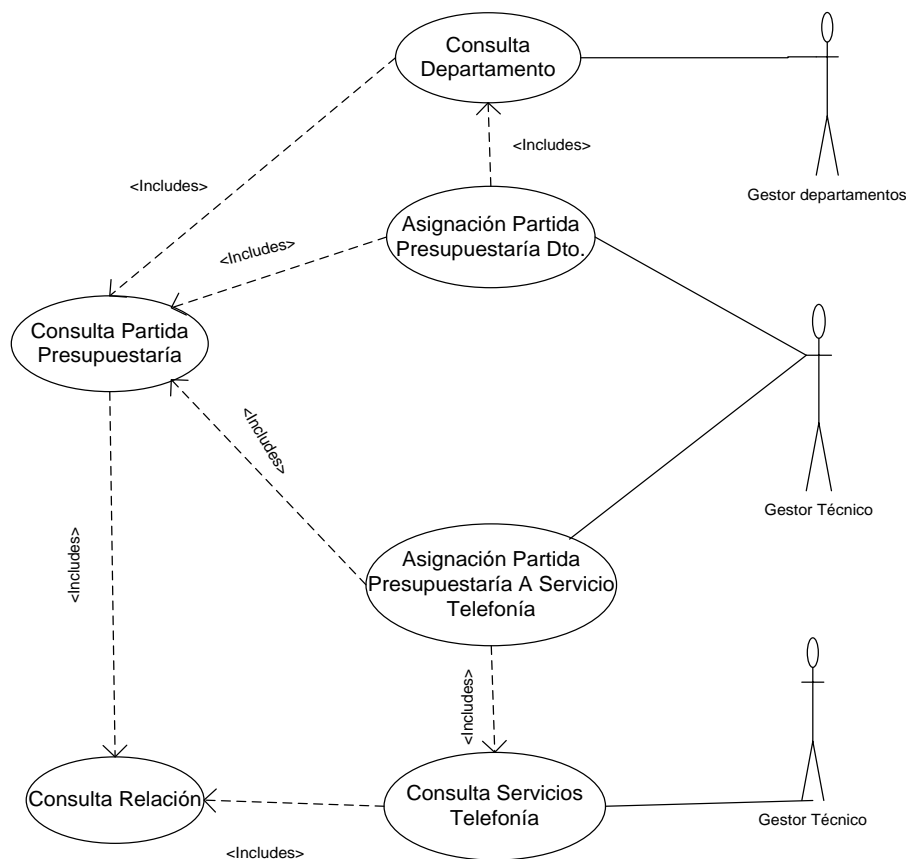 Consulta
Departamento
<Includes>
<Includes>
Gestor departamentos
Asignación Partida
Presupuestaría Dto.
<Includes>
Consulta Partida
Presupuestaría
<Includes>
Gestor Técnico
Asignación Partida
Presupuestaría A Servicio
Telefonía
<Includes>
<Includes>
Consulta Relación
Consulta Servicios
Telefonía
Gestor Técnico
<Includes>